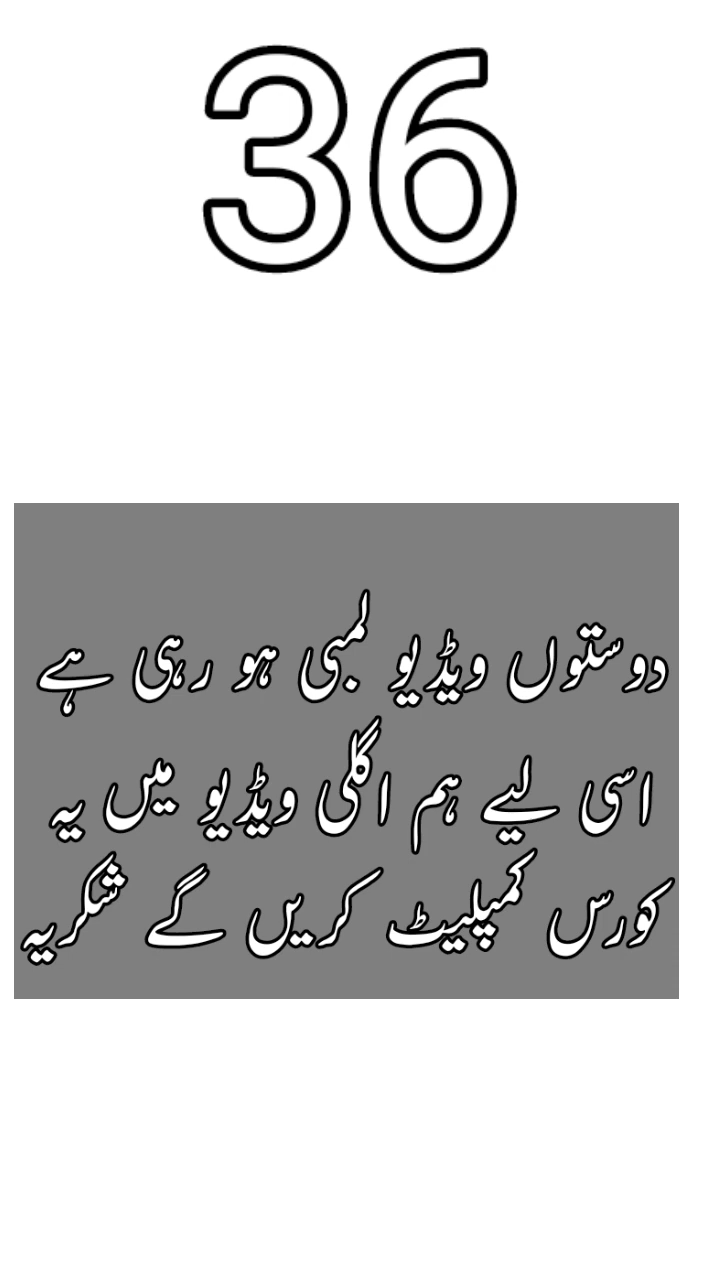 36
دوستوں ویڈیو لمبی ہو رہی ہے
اسی لیے ہم اگلی ویڈیو میں یہ
کورس کمپلیٹ کریں گے شکریہ